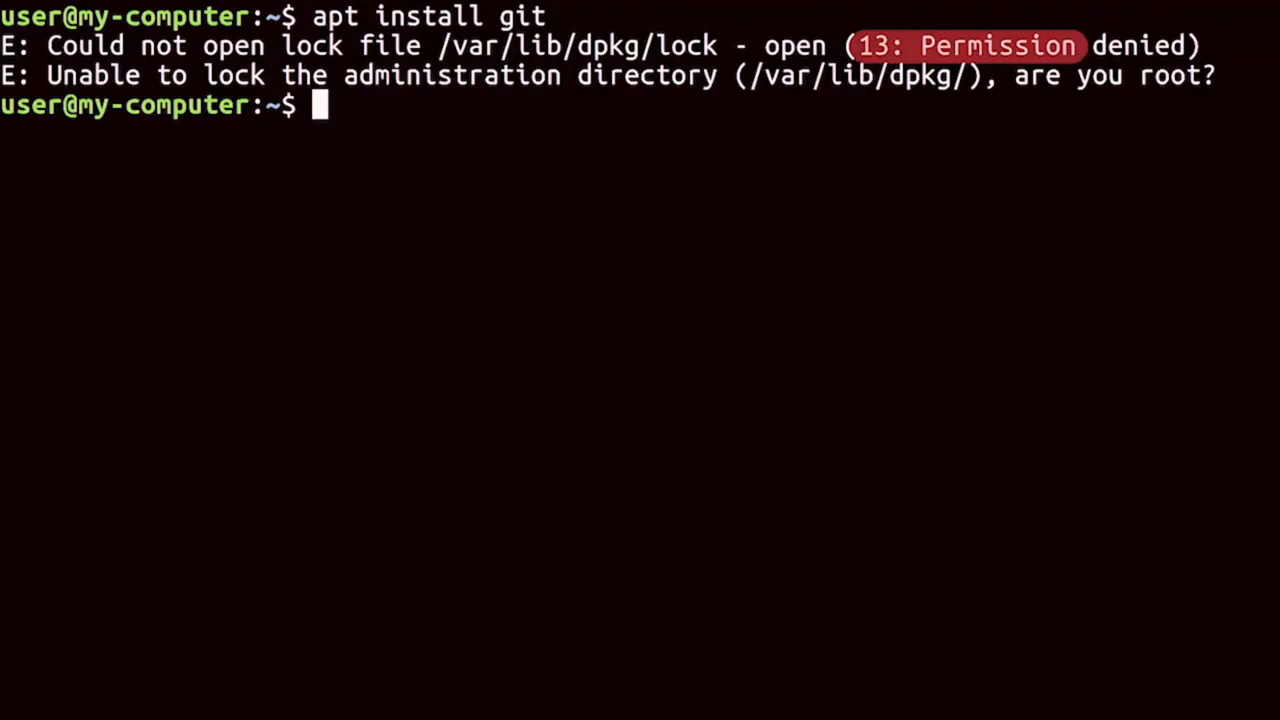 user@my-computer:~$ apt install git
E: Could not open lock file /var/lib/dpkg/lock - open (13: Permission denied)
E: Unable to lock the administration directory (/var/lib/dpkg/), are you root?
user@my-computer:~$